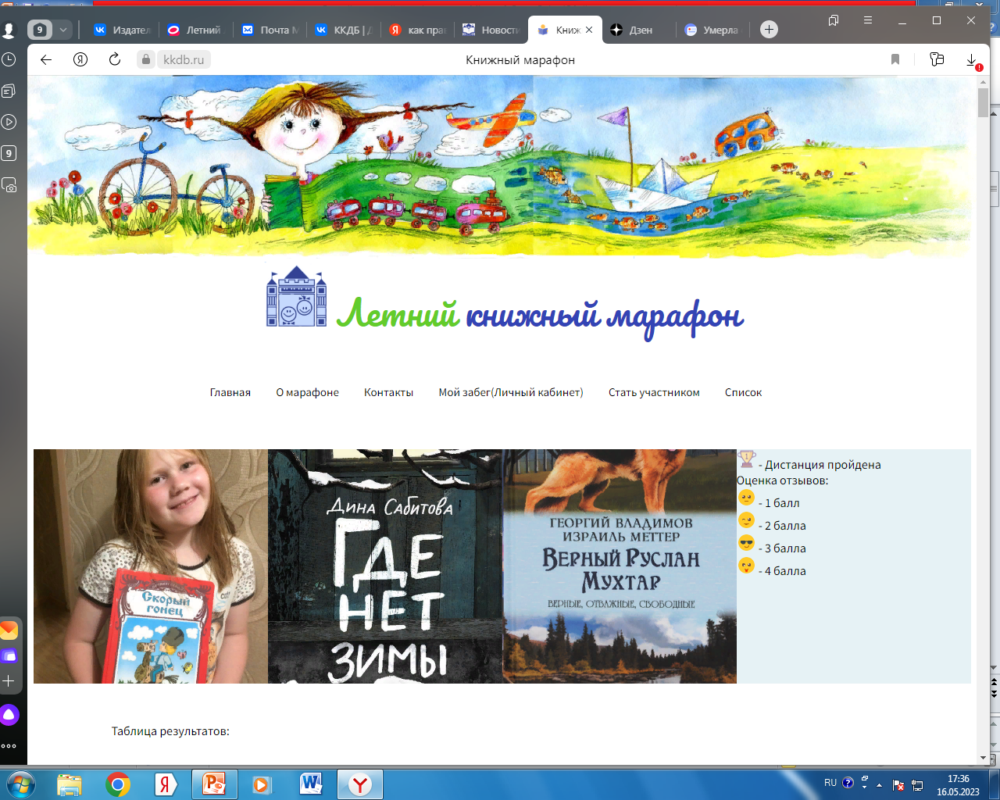 9
Издател
Летний
Почта М
ККДБ | Д
как прав
Новости
Книж
Дзен
Умерла
kkdb.ru
Книжный марафон
9
Летний книжный марафон
Главная
О марафоне
Контакты
Мой забег(Личный кабинет)
Стать участником
Список
Скорый
гонец
Дина Сабитова
Где
нет
зимы
ГЕОРГИЙ ВЛАДИМОВ
ИЗРАИЛЬ МЕТТЕР
Верный Руслан
Мухтар
ВЕРНЫЕ, ОТВАЖНЫЕ, СВОБОДНЫЕ
1 - Дистанция пройдена
Оценка отзывов:
- 1 балл
- 2 балла
- 3 балла
- 4 балла
Таблица результатов:
RU
17:36
16.05.2023